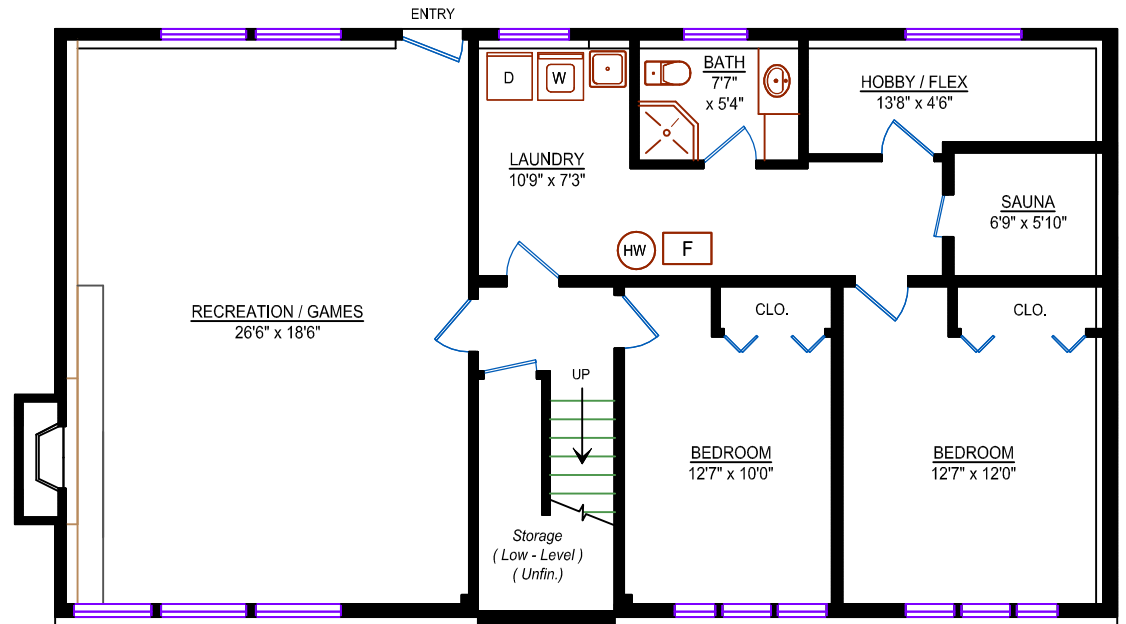 ENTRY
D
W
BATH
7'7"
x 5'4"
HOBBY / FLEX
13'8" x 4'6"
LAUNDRY
10'9" x 7'3"
SAUNA
6'9" x 5'10"
HW
F
RECREATION / GAMES
26'6" x 18'6"
CLO.
CLO.
UP
BEDROOM
12'7" x 10'0"
BEDROOM
12'7" x 12'0"
Storage
( Low - Level )
( Unfin.)